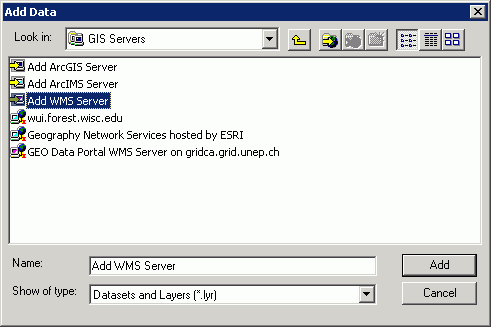 Add Data
Look in: GIS Servers
Add ArcGIS Server
Add ArcIMS Server
Add WMS Server
wui.forest.wisc.edu
Geography Network Services hosted by ESRI
GEO Data Portal WMS Server on gridca.grid.unep.ch
Name: Add WMS Server Add
Show of type: Datasets and Layers (*.lyr) Cancel